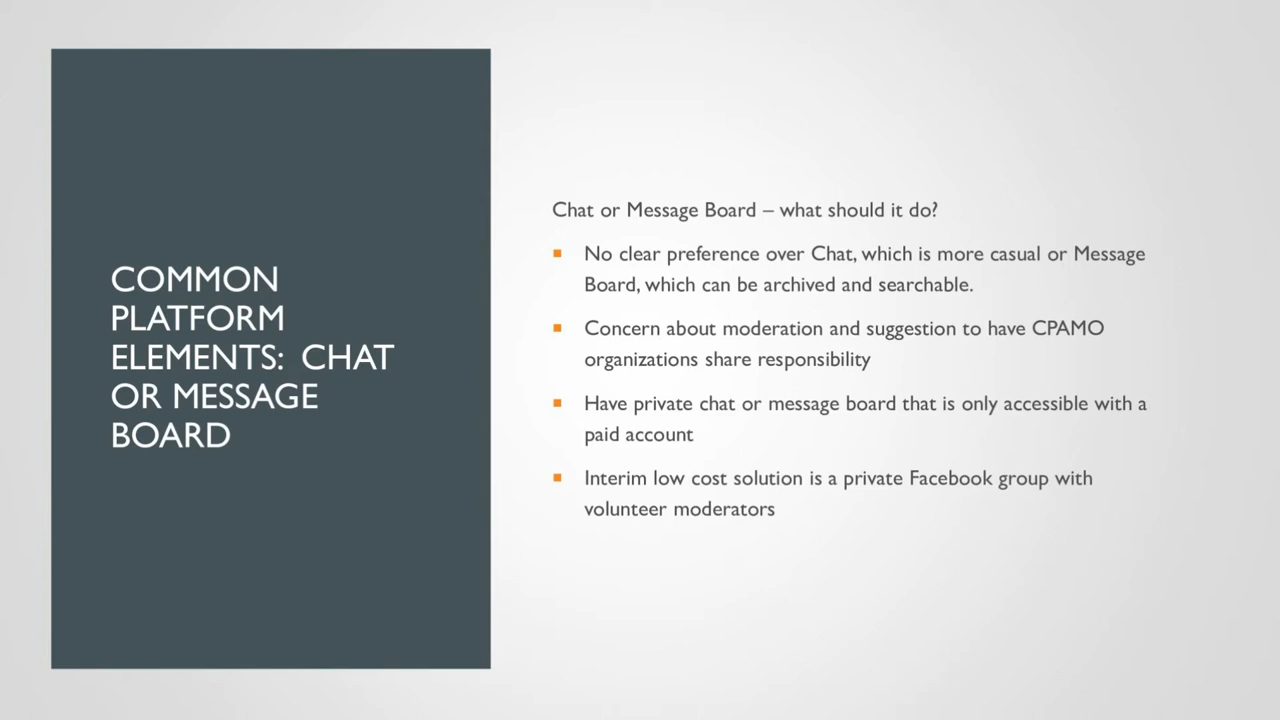 COMMON
PLATFORM
ELEMENTS: CHAT
OR MESSAGE
BOARD
Chat or Message Board – what should it do?
No clear preference over Chat, which is more casual or Message
Board, which can be archived and searchable.
Concern about moderation and suggestion to have CPAMO
organizations share responsibility
Have private chat or message board that is only accessible with a
paid account
Interim low cost solution is a private Facebook group with
volunteer moderators